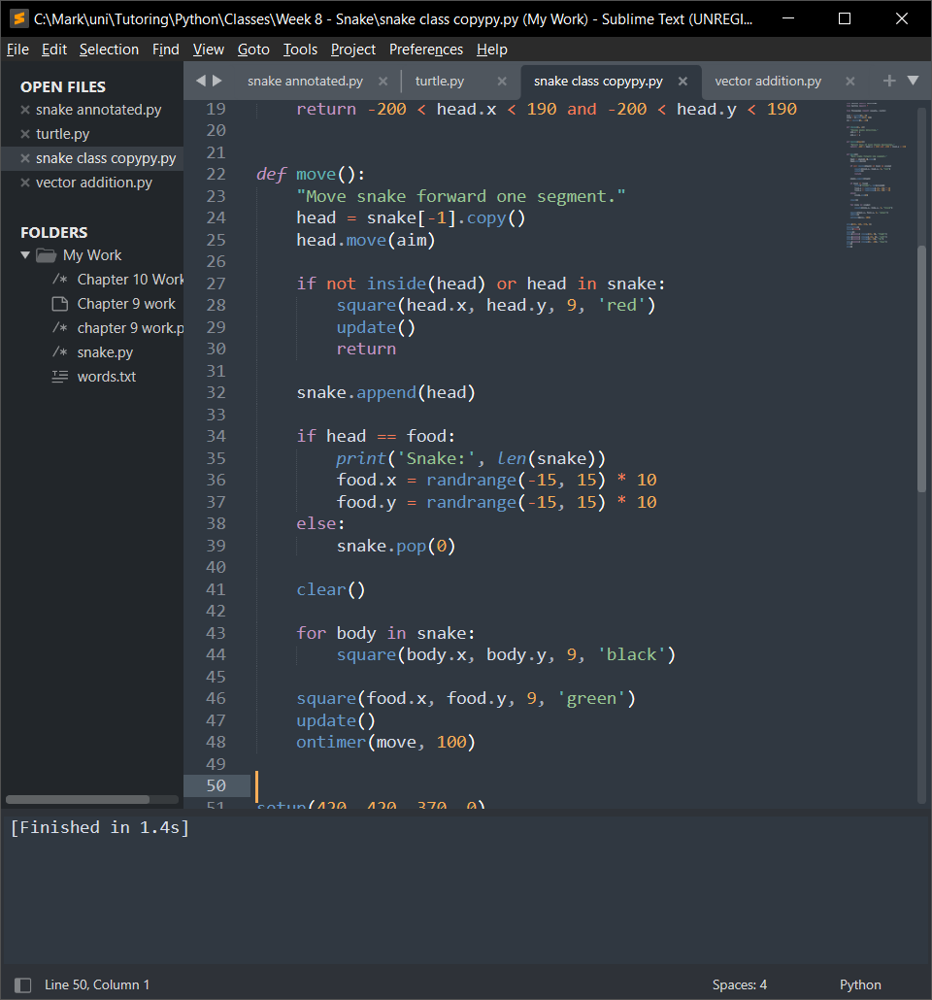 C:\Mark\uni\Tutoring\Python\Classes\Week 8 - Snake\snake class copypy.py (My Work) - Sublime Text (UNREGI...
File Edit Selection Find View Goto Tools Project Preferences Help
OPEN FILES
snake annotated.py
turtle.py
snake class copypy.py
vector addition.py
FOLDERS
My Work
/* Chapter 10 Work
Chapter 9 work
/* chapter 9 work.p
/* snake.py
words.txt
snake annotated.py turtle.py snake class copypy.py vector addition.py
19 return -200 < head.x < 190 and -200 < head.y < 190
20
21
22 def move():
23 "Move snake forward one segment."
24 head = snake[-1].copy()
25 head.move(aim)
26
27 if not inside(head) or head in snake:
28 square(head.x, head.y, 9, 'red')
29 update()
30 return
31
32 snake.append(head)
33
34 if head == food:
35 print('Snake:', len(snake))
36 food.x = randrange(-15, 15) * 10
37 food.y = randrange(-15, 15) * 10
38 else:
39 snake.pop(0)
40
41 clear()
42
43 for body in snake:
44 square(body.x, body.y, 9, 'black')
45
46 square(food.x, food.y, 9, 'green')
47 update()
48 ontimer(move, 100)
49
50
51 setup(420, 420, 370, 0)
[Finished in 1.4s]
Line 50, Column 1 Spaces: 4 Python